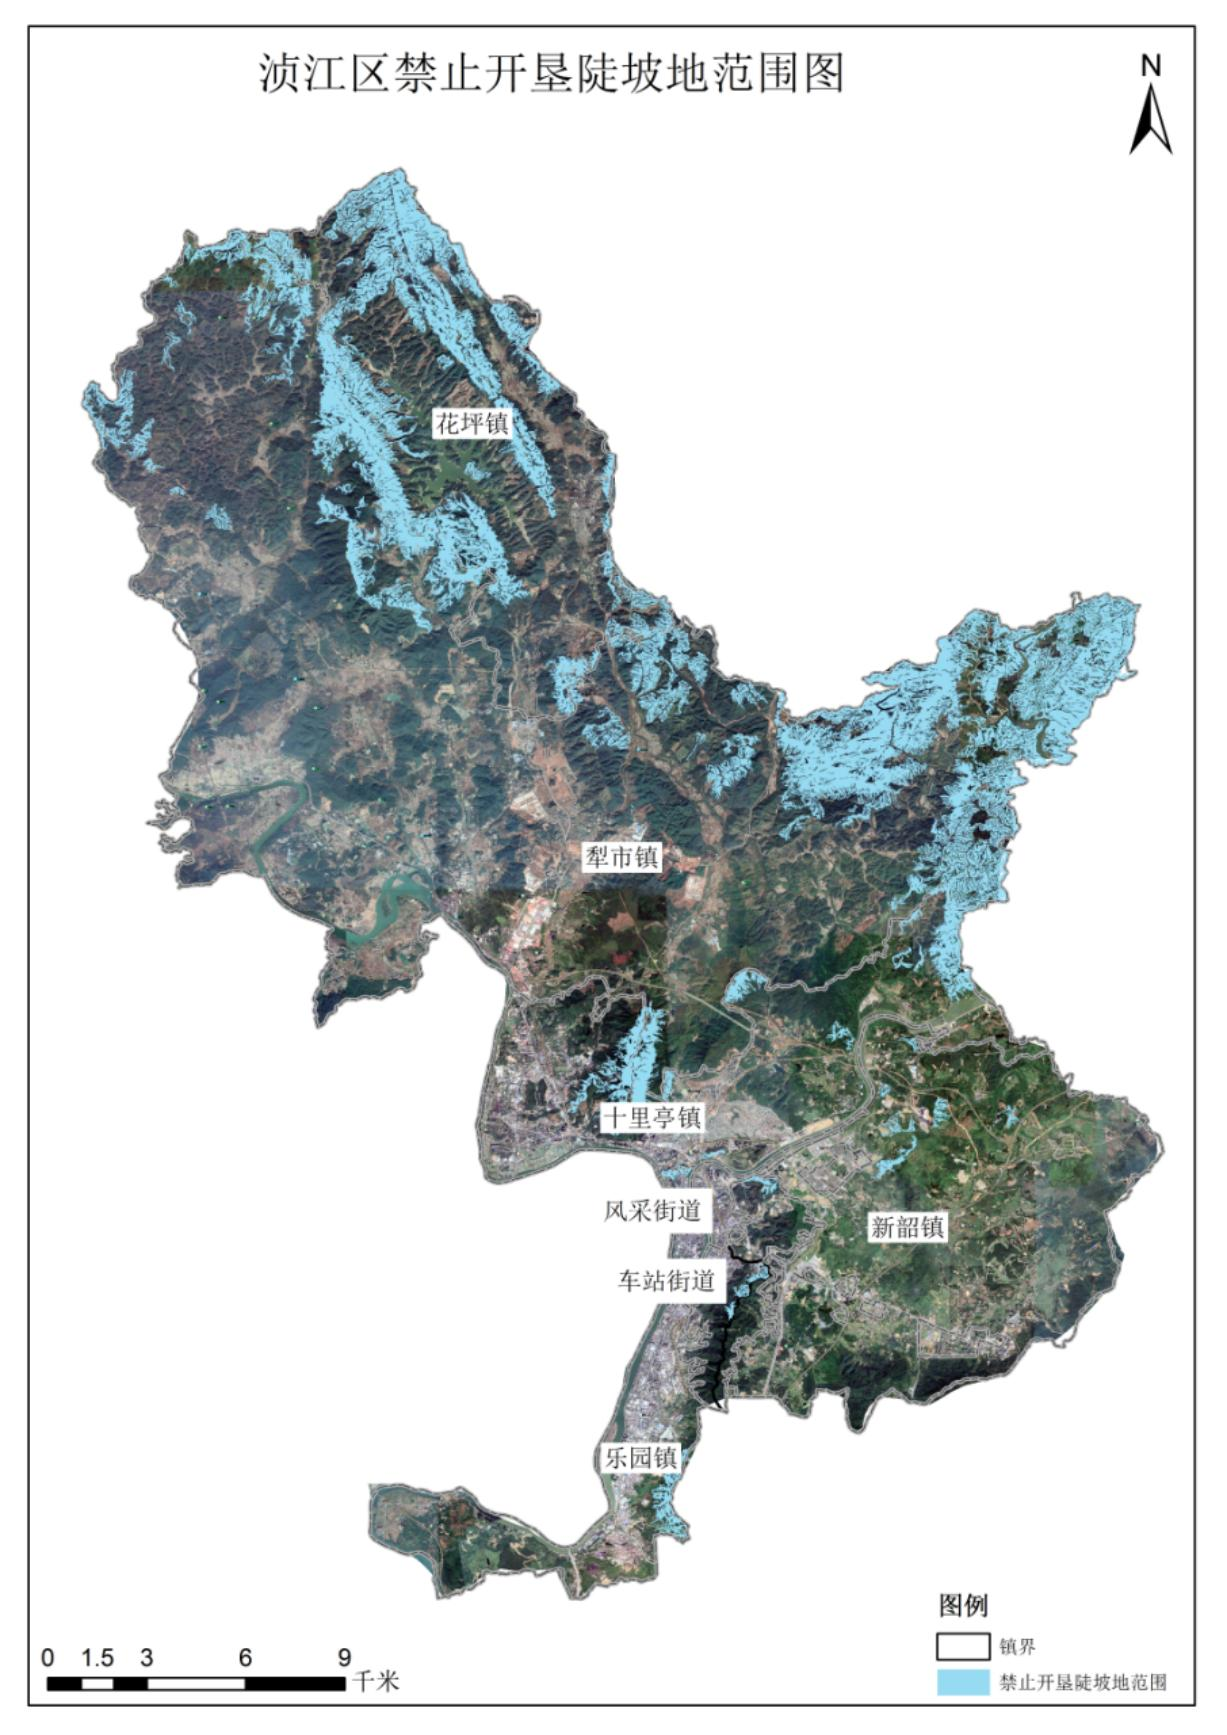 浈江区禁止开垦陡坡地范围图
N
花坪镇
犁市镇
十里亭镇
风采街道
新韶镇
车站街道
乐园镇
图例
镇界
禁止开垦陡坡地范围
0 1.5 3 6 9
千米